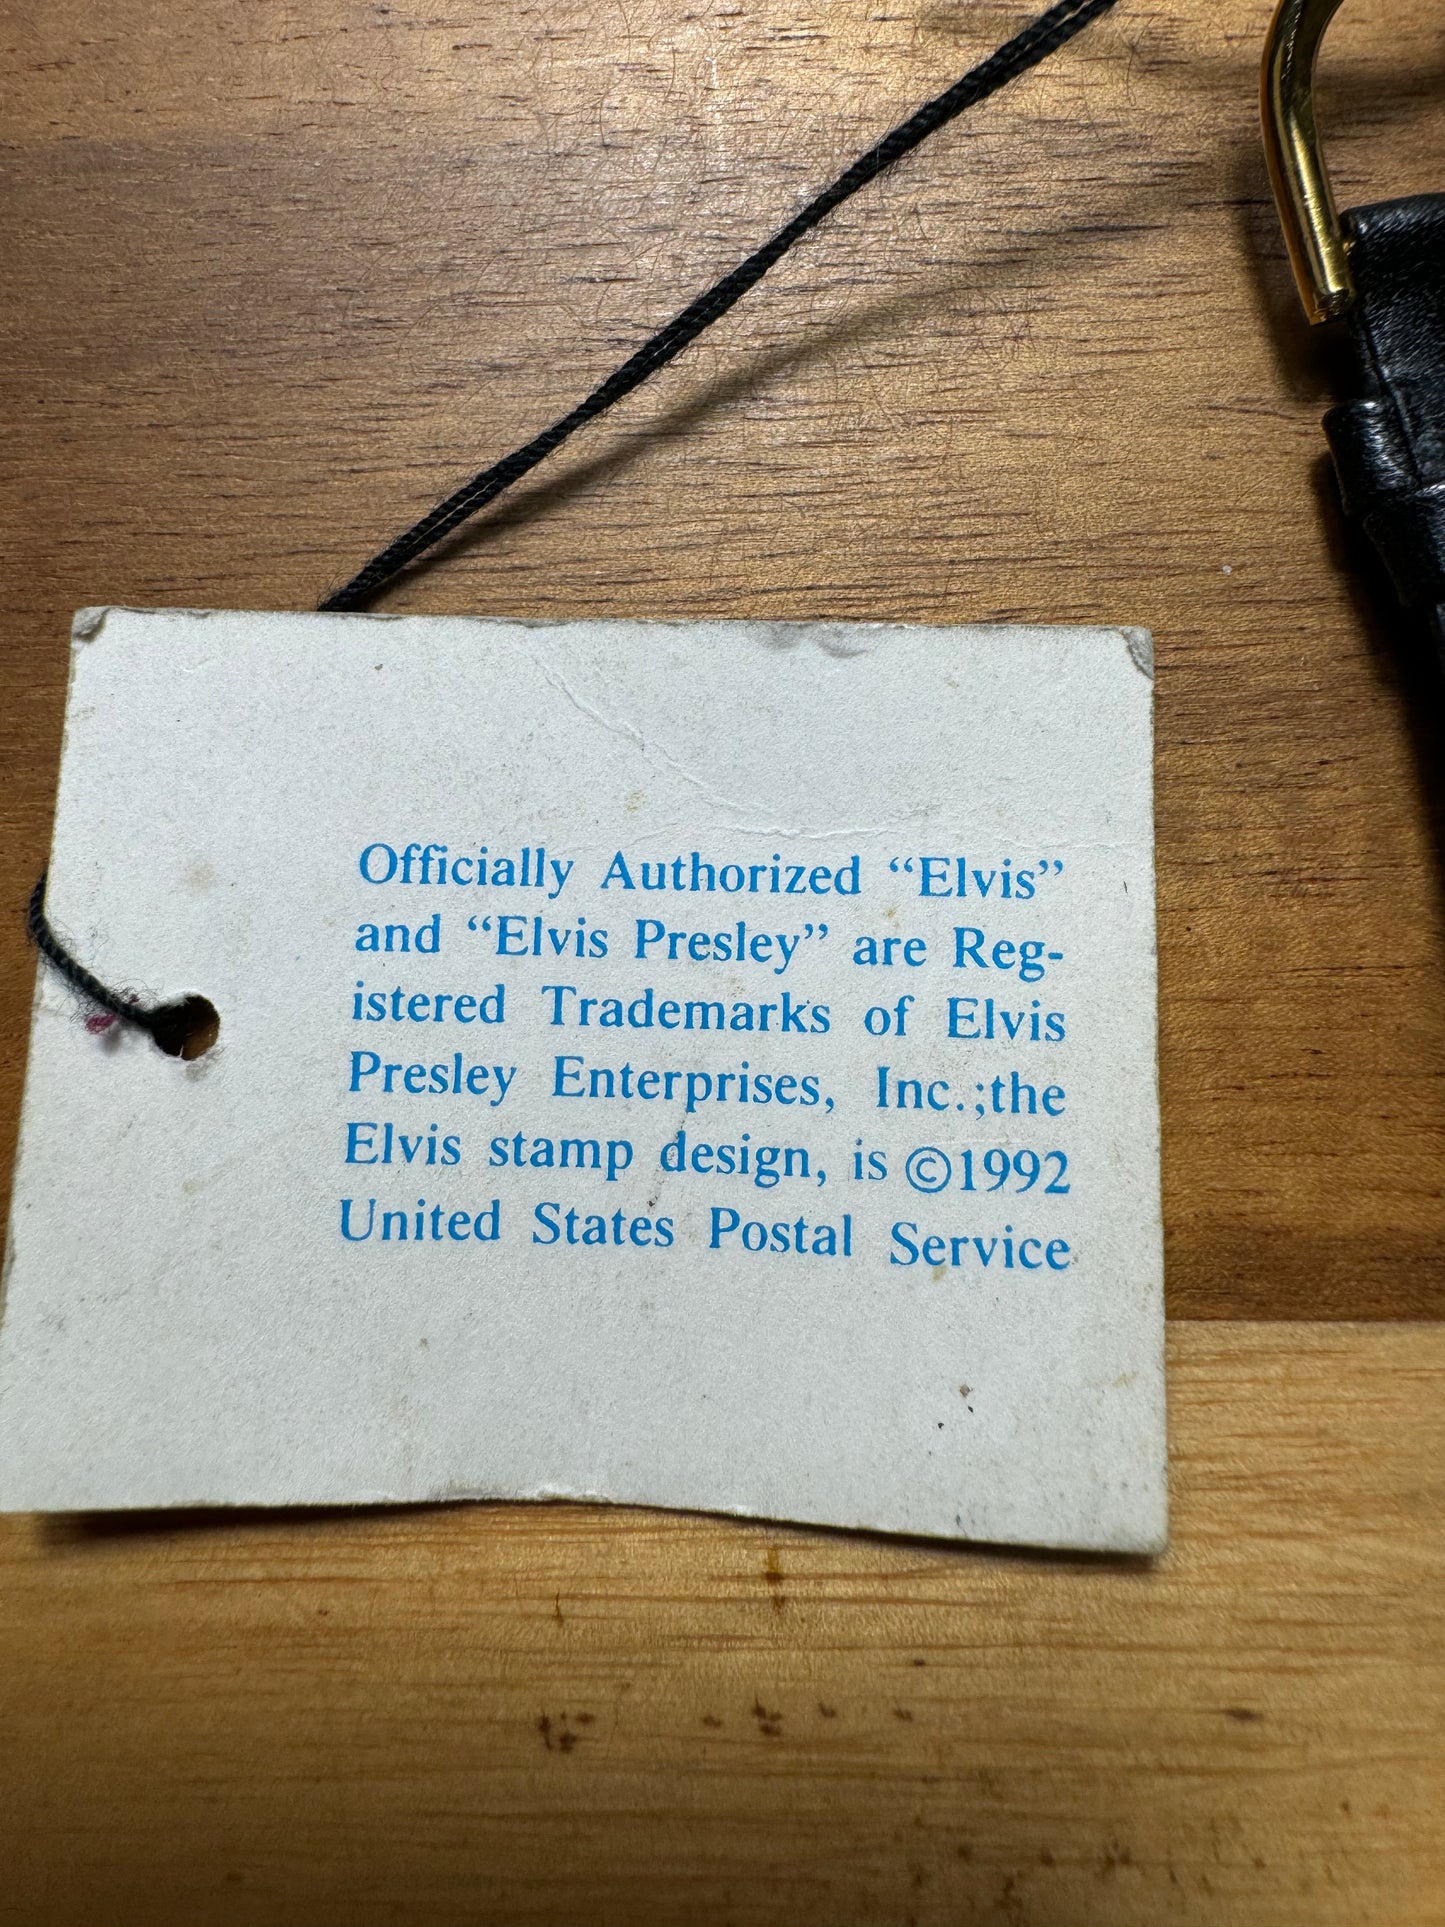 Officially Authorized “Elvis”
and “Elvis Presley” are Reg-
istered Trademarks of Elvis
Presley Enterprises, Inc.;the
Elvis stamp design, is ©1992
United States Postal Service